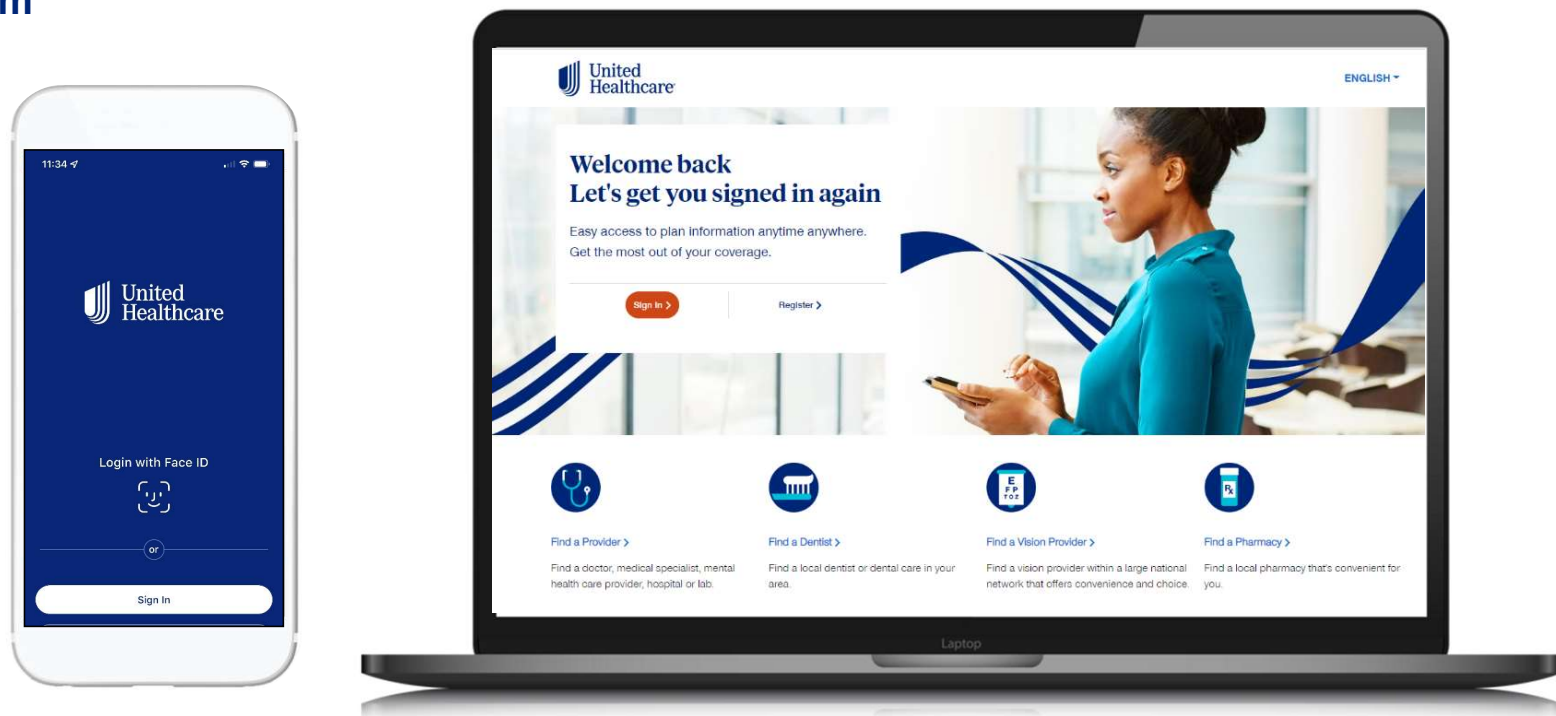 11:34
United
Healthcare
Login with Face ID
or
Sign In
United
Healthcare
ENGLISH
Welcome back
Let's get you signed in again
Easy access to plan information anytime anywhere.
Get the most out of your coverage.
Sign In >
Register >
E
F P
T O Z
Rx
Find a Provider >
Find a doctor, medical specialist, mental
health care provider, hospital or lab.
Find a Dentist >
Find a local dentist or dental care in your
area.
Find a Vision Provider >
Find a vision provider within a large national
network that offers convenience and choice.
Find a Pharmacy >
Find a local pharmacy that's convenient for
you.
Laptop